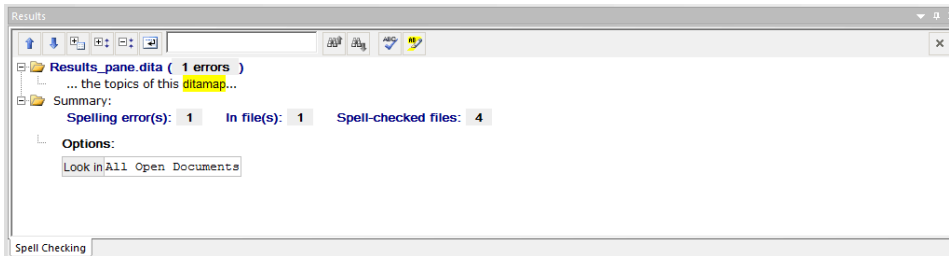 Results
Results_pane.dita ( 1 errors )
... the topics of this ditamap...
Summary:
Spelling error(s): 1 In file(s): 1 Spell-checked files: 4
Options:
Look in All Open Documents
Spell Checking